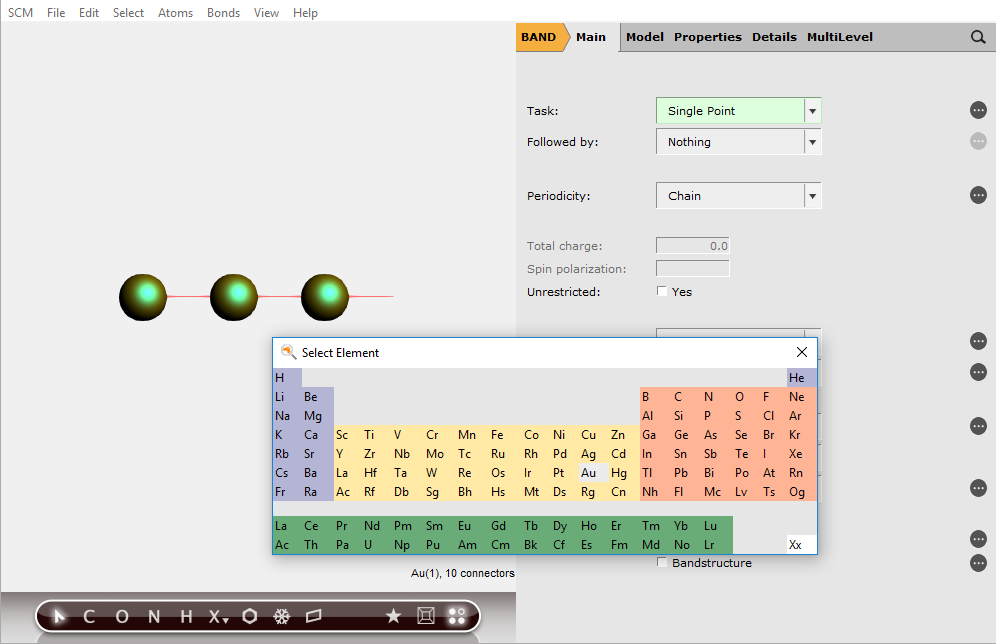 SCM File Edit Select Atoms Bonds View Help
BAND Main Model Properties Details MultiLevel
Task: Single Point
Followed by: Nothing
Periodicity: Chain
Total charge: 0.0
Spin polarization:
Unrestricted: Yes
Select Element
H He
Li Be B C N O F Ne
Na Mg Al Si P S Cl Ar
K Ca Sc Ti V Cr Mn Fe Co Ni Cu Zn Ga Ge As Se Br Kr
Rb Sr Y Zr Nb Mo Tc Ru Rh Pd Ag Cd In Sn Sb Te I Xe
Cs Ba La Hf Ta W Re Os Ir Pt Au Hg Tl Pb Bi Po At Rn
Fr Ra Ac Rf Db Sg Bh Hs Mt Ds Rg Cn Nh Fl Mc Lv Ts Og
La Ce Pr Nd Pm Sm Eu Gd Tb Dy Ho Er Tm Yb Lu
Ac Th Pa U Np Pu Am Cm Bk Cf Es Fm Md No Lr Xx
Bandstructure
Au(1), 10 connectors
C O N H X